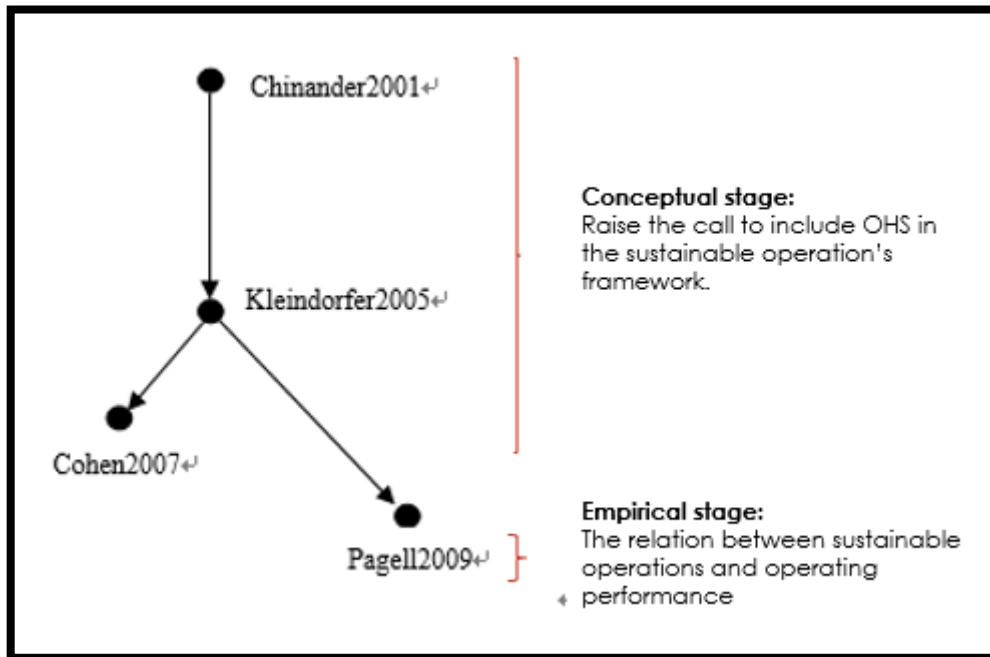 Chinander2001↵
Kleindorfer2005↵
Cohen2007↵
Pagell2009↵
Conceptual stage:
Raise the call to include OHS in
the sustainable operation's
framework.
Empirical stage:
The relation between sustainable
operations and operating
performance